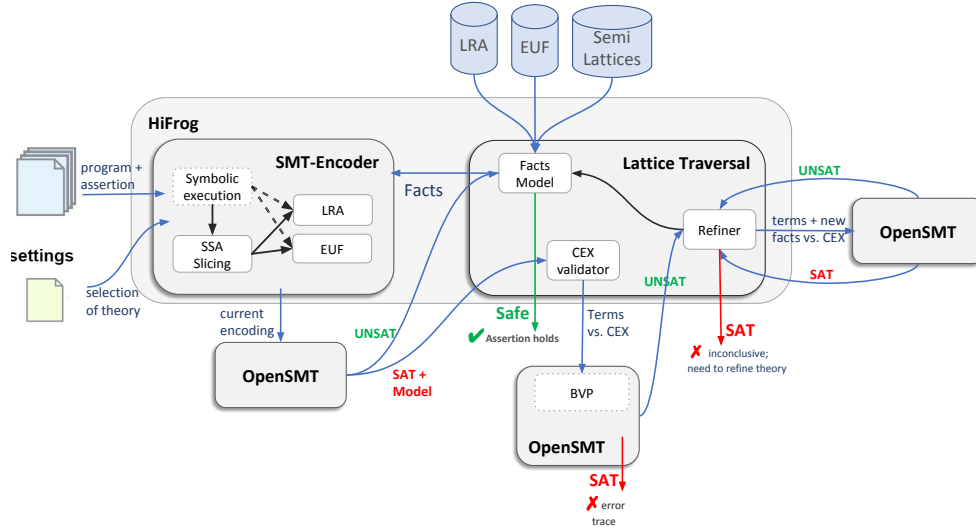 LRA
EUF
Semi
Lattices
HiFrog
SMT-Encoder
Lattice Traversal
program +
assertion
Symbolic
execution
LRA
SSA
Slicing
EUF
Facts
Facts
Model
UNSAT
Refiner
terms + new
facts vs. CEX
OpenSMT
SAT
settings
selection
of theory
CEX
validator
UNSAT
current
encoding
UNSAT
Safe
✔ Assertion holds
Terms
vs. CEX
SAT
✗ inconclusive;
need to refine theory
OpenSMT
SAT +
Model
BVP
OpenSMT
SAT
✗ error
trace